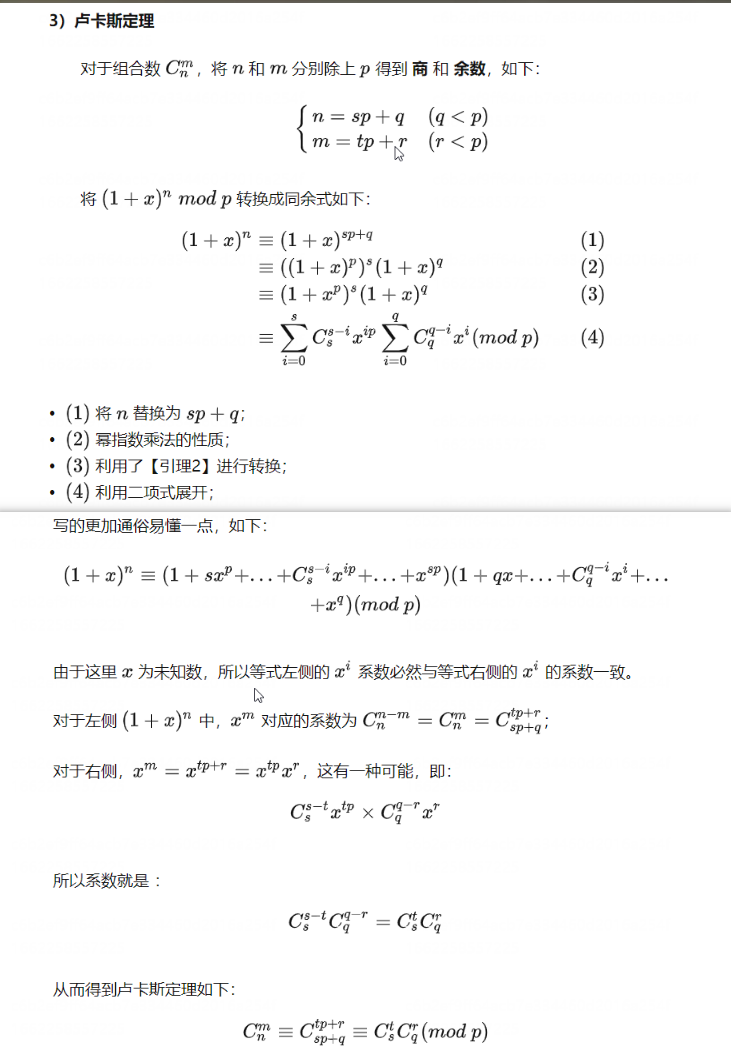 3）卢卡斯定理
对于组合数 $C_n^m$，将 $n$ 和 $m$ 分别除上 $p$ 得到 商 和 余数，如下：
$n = sp + q \quad (q < p)$
$m = tp + r \quad (r < p)$
将 $(1+x)^n \ mod \ p$ 转换成同余式如下：
$(1+x)^n \equiv (1+x)^{sp+q}$ (1)
$\equiv ((1+x)^p)^s (1+x)^q$ (2)
$\equiv (1+x^p)^s (1+x)^q$ (3)
$\equiv \sum_{i=0}^{s} C_s^{s-i} x^{ip} \sum_{i=0}^{q} C_q^{q-i} x^i (mod \ p)$ (4)
• (1) 将 $n$ 替换为 $sp + q$;
• (2) 幂指数乘法的性质;
• (3) 利用了【引理2】进行转换;
• (4) 利用二项式展开;
写的更加通俗易懂一点，如下：
$(1+x)^n \equiv (1 + sx^p + \ldots + C_s^{s-i} x^{ip} + \ldots + x^{sp})(1 + qx + \ldots + C_q^{q-i} x^i + \ldots$
$+ x^q)(mod \ p)$
由于这里 $x$ 为未知数，所以等式左侧的 $x^i$ 系数必然与等式右侧的 $x^i$ 的系数一致。
对于左侧 $(1+x)^n$ 中，$x^m$ 对应的系数为 $C_n^{n-m} = C_n^m = C_{sp+q}^{tp+r}$;
对于右侧，$x^m = x^{tp+r} = x^{tp} x^r$，这有一种可能，即：
$C_s^{s-t} x^{tp} \times C_q^{q-r} x^r$
所以系数就是：
$C_s^{s-t} C_q^{q-r} = C_s^t C_q^r$
从而得到卢卡斯定理如下：
$C_n^m \equiv C_{sp+q}^{tp+r} \equiv C_s^t C_q^r (mod \ p)$